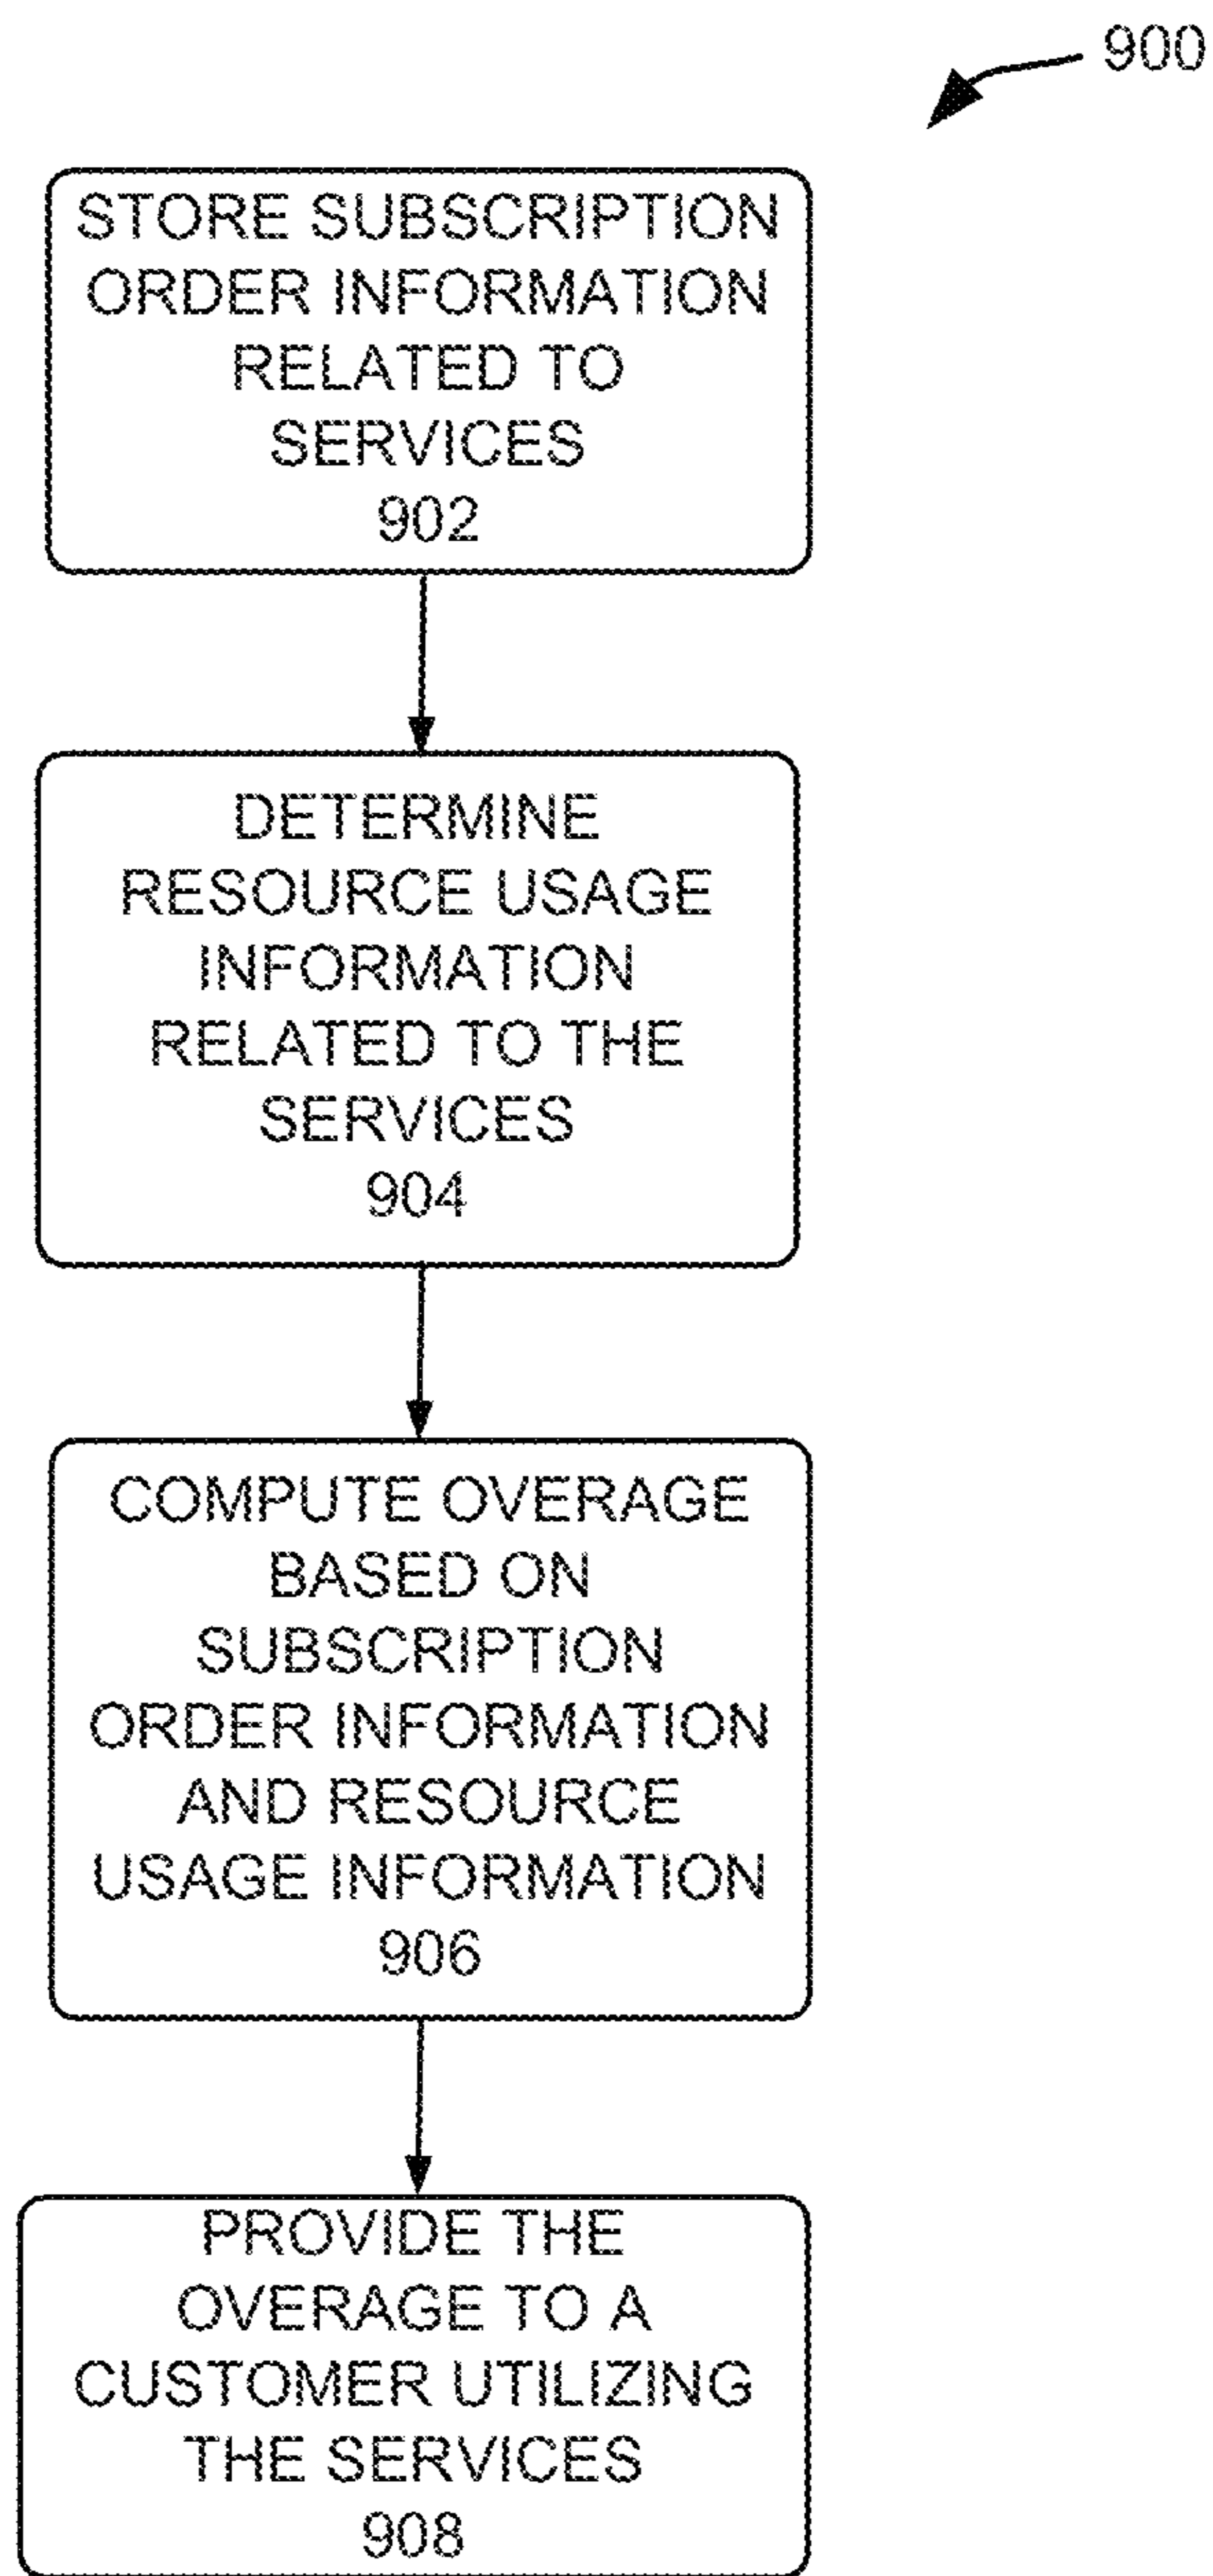 900
STORE SUBSCRIPTION
ORDER INFORMATION
RELATED TO
SERVICES
902
DETERMINE
RESOURCE USAGE
INFORMATION
RELATED TO THE
SERVICES
904
COMPUTE OVERAGE
BASED ON
SUBSCRIPTION
ORDER INFORMATION
AND RESOURCE
USAGE INFORMATION
906
PROVIDE THE
OVERAGE TO A
CUSTOMER UTILIZING
THE SERVICES
908